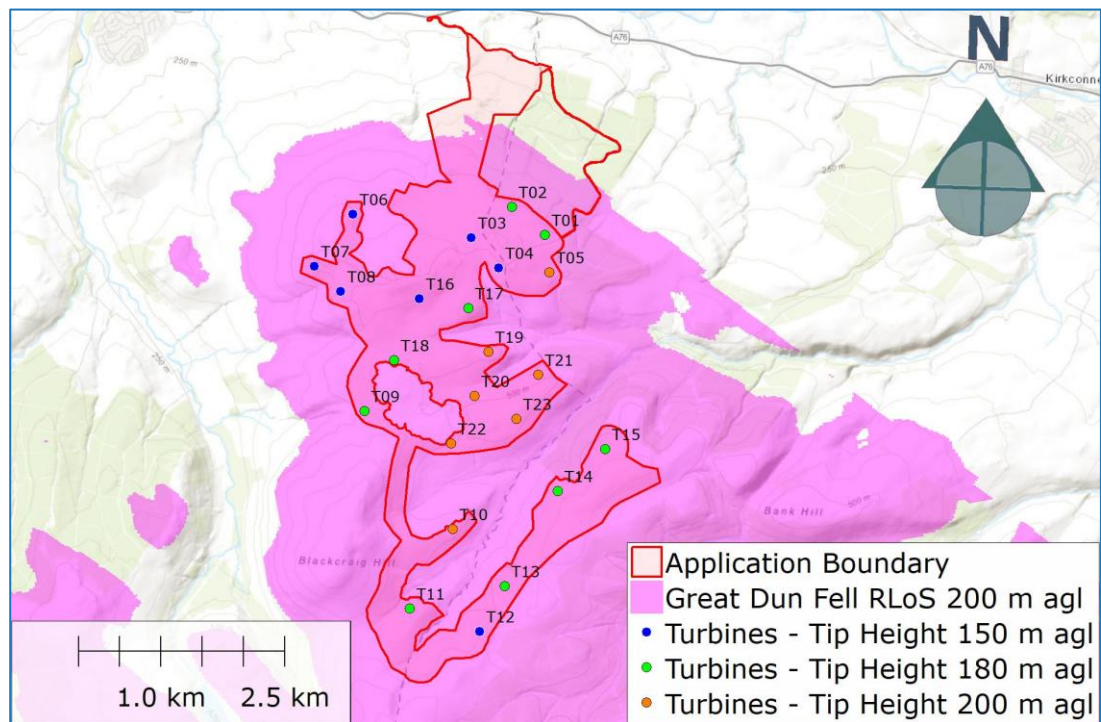 A76
250 m
N
A76
Kirkconne
250 m
T02
T06
T01
T03
T07
T04
T05
T08
T16
T17
250 m
T18
T19
T21
T20
500 m
T09
T23
T22
T15
T14
500 m
Bank Hill
T10
Blackcraig Hill
T13
T11
T12
Application Boundary
Great Dun Fell RLoS 200 m agl
Turbines - Tip Height 150 m agl
Turbines - Tip Height 180 m agl
Turbines - Tip Height 200 m agl
1.0 km 2.5 km